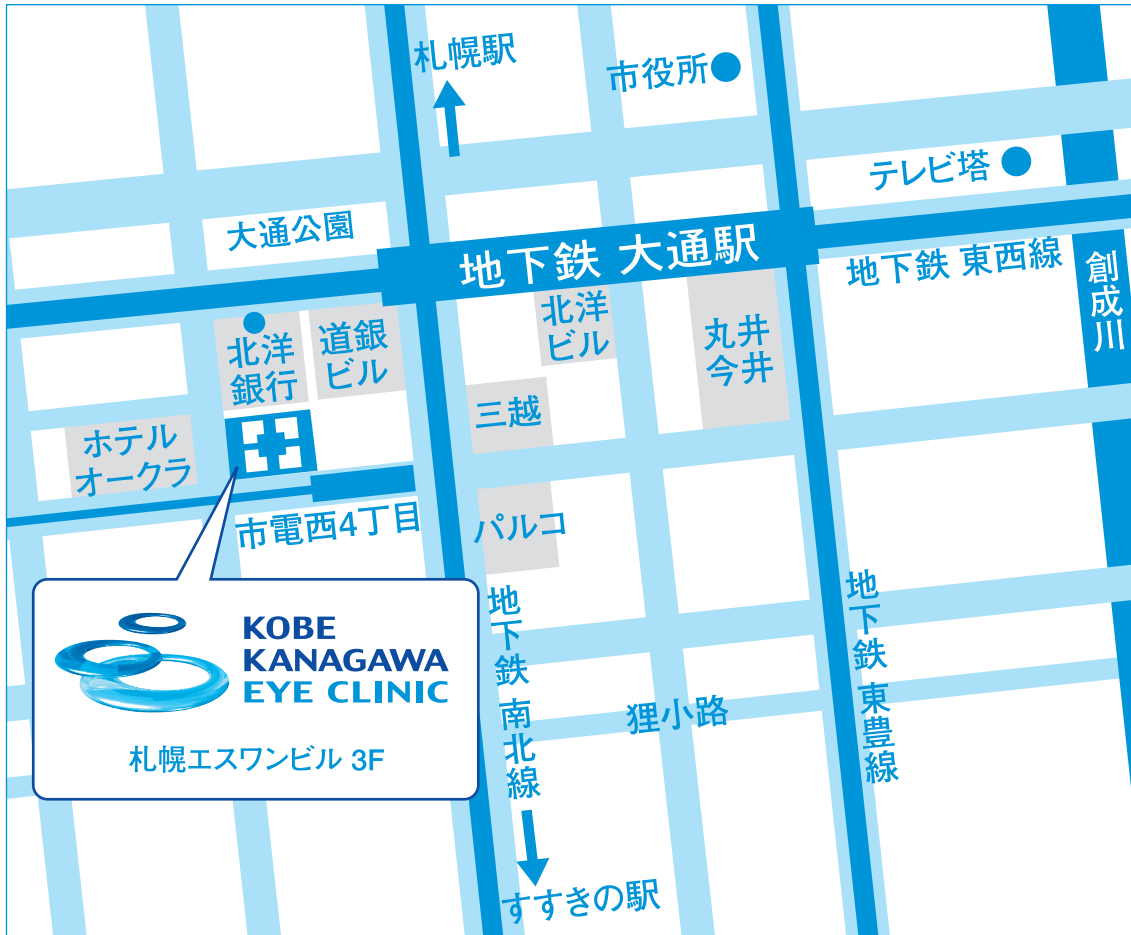 札幌駅
市役所
テレビ塔
大通公園
地下鉄 大通駅
地下鉄 東西線
創成川
北洋
銀行
道銀
ビル
北洋
ビル
丸井
今井
三越
ホテル
オークラ
市電西4丁目
パルコ
KOBE
KANAGAWA
EYE CLINIC
札幌エスワンビル 3F
地下鉄 南北線
地下鉄 東豊線
狸小路
すすきの駅